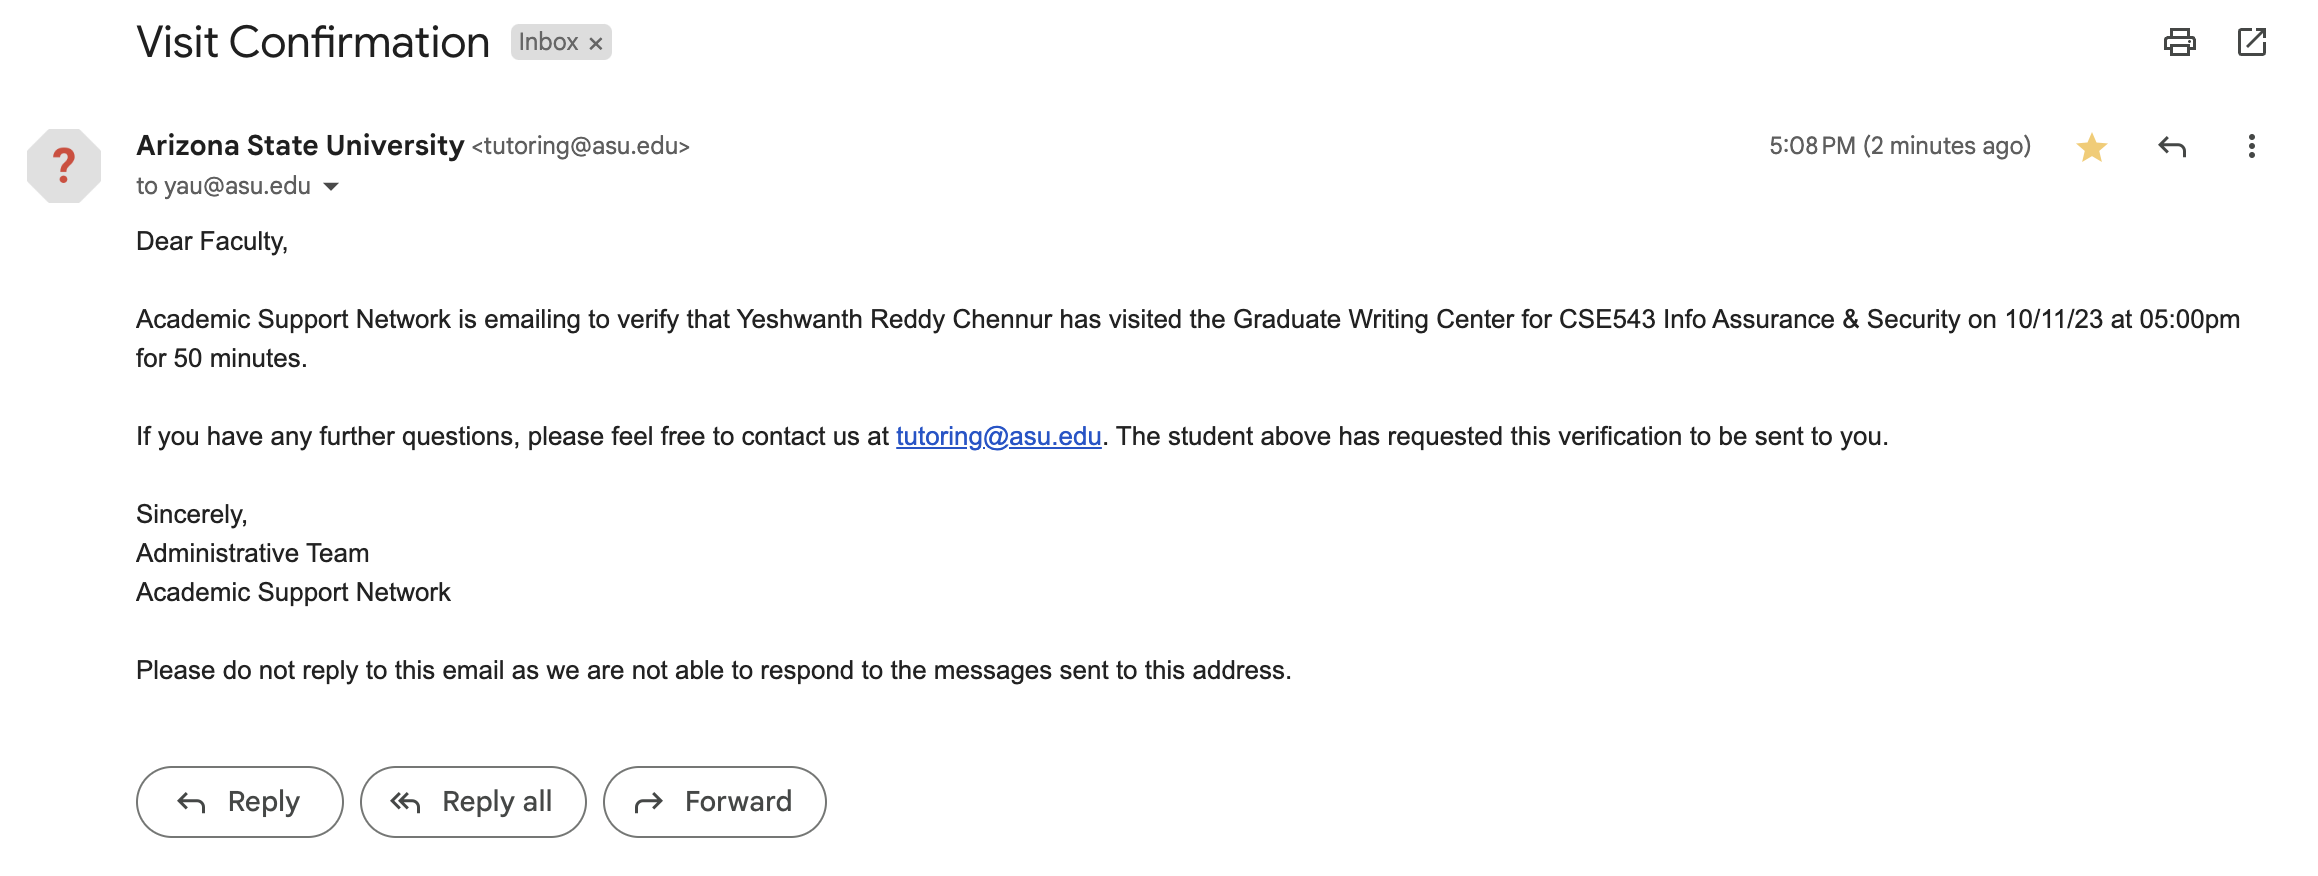 Visit Confirmation Inbox ×
Arizona State University <tutoring@asu.edu> 5:08 PM (2 minutes ago)
?
to yau@asu.edu
Dear Faculty,
Academic Support Network is emailing to verify that Yeshwanth Reddy Chennur has visited the Graduate Writing Center for CSE543 Info Assurance & Security on 10/11/23 at 05:00pm
for 50 minutes.
If you have any further questions, please feel free to contact us at tutoring@asu.edu. The student above has requested this verification to be sent to you.
Sincerely,
Administrative Team
Academic Support Network
Please do not reply to this email as we are not able to respond to the messages sent to this address.
Reply Reply all Forward